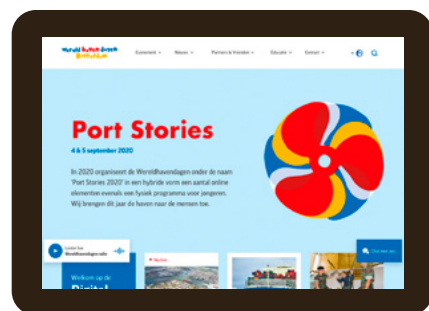 wereld haven dagen
Rotterdam
Evenement
Nieuws
Partners & Vrienden
Educatie
Contact
Port Stories
4 & 5 september 2020
In 2020 organiseert de Wereldhavendagen onder de naam
'Port Stories 2020' in een hybride vorm een aantal online
elementen evenals een fysiek programma voor jongeren.
Wij brengen dit jaar de haven naar de mensen toe.
Wereldhavendagen radio
Welkom op de
Digital